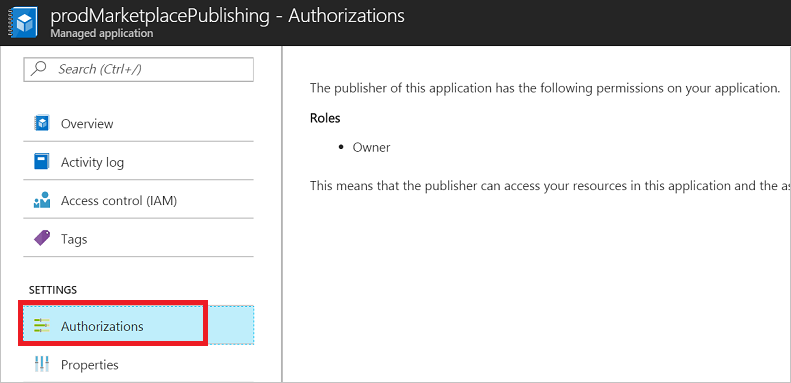 prodMarketplacePublishing - Authorizations
Managed application
Search (Ctrl+/)
Overview
Activity log
Access control (IAM)
Tags
SETTINGS
Authorizations
Properties
The publisher of this application has the following permissions on your application.
Roles
• Owner
This means that the publisher can access your resources in this application and the